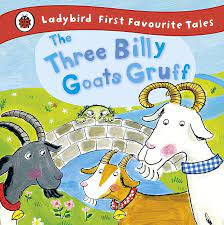 Ladybird First Favourite Tales
The
Three Billy
Goats Gruff